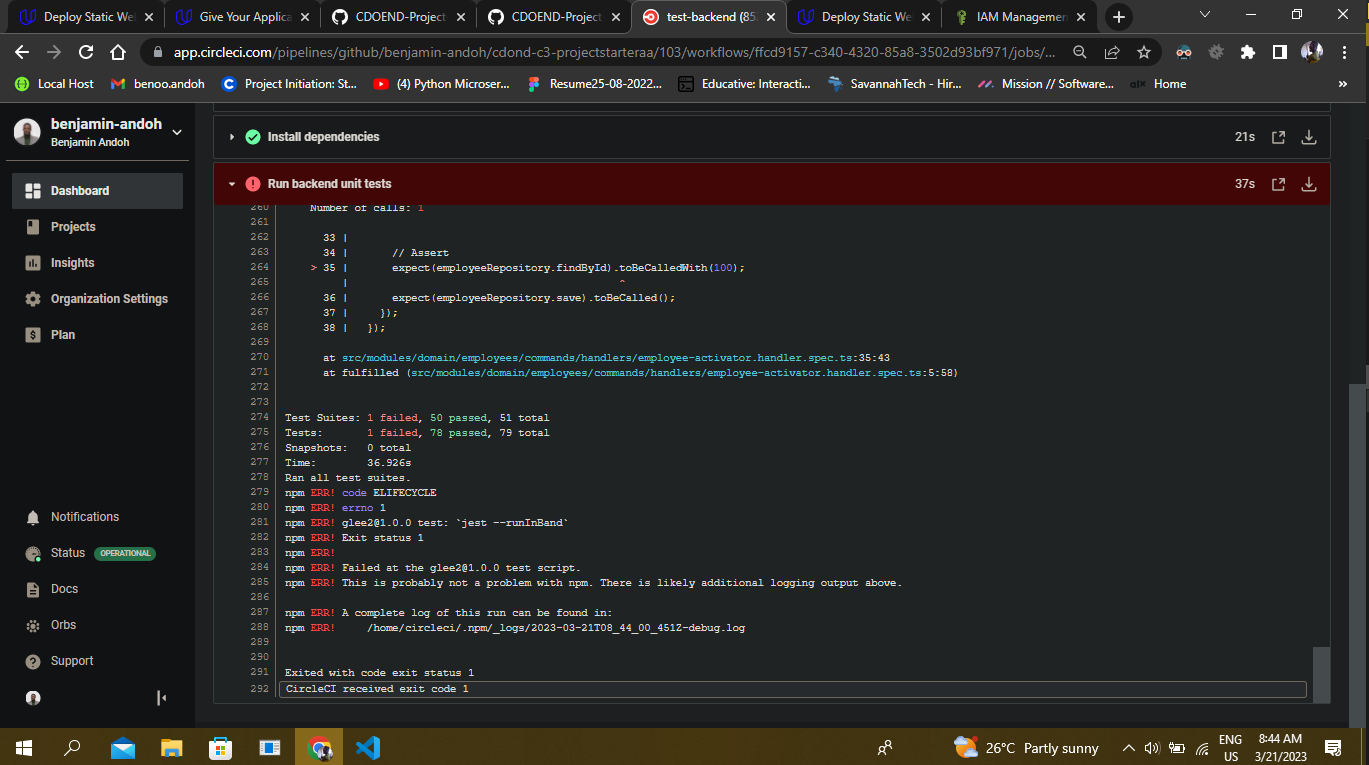 Deploy Static We
Give Your Applica
CDOEND-Project
CDOEND-Project
test-backend (85
Deploy Static We
IAM Managemen
app.circleci.com/pipelines/github/benjamin-andoh/cdond-c3-projectstarteraa/103/workflows/ffcd9157-c340-4320-85a8-3502d93bf971/jobs/...
Local Host
benoo.andoh
Project Initiation: St...
(4) Python Microser...
Resume25-08-2022...
Educative: Interacti...
SavannahTech - Hir...
Mission // Software...
alx
Home
»
benjamin-andoh
Benjamin Andoh
Dashboard
Projects
Insights
Organization Settings
Plan
Notifications
Status OPERATIONAL
Docs
Orbs
Support
Install dependencies 21s
Run backend unit tests 37s
260 Number of calls: 1
261
262 33 |
263 34 | // Assert
264 > 35 | expect(employeeRepository.findById).toBeCalledWith(100);
265 | ^
266 36 | expect(employeeRepository.save).toBeCalled();
267 37 | });
268 38 | });
269
270 at src/modules/domain/employees/commands/handlers/employee-activator.handler.spec.ts:35:43
271 at fulfilled (src/modules/domain/employees/commands/handlers/employee-activator.handler.spec.ts:5:58)
272
273
274 Test Suites: 1 failed, 50 passed, 51 total
275 Tests: 1 failed, 78 passed, 79 total
276 Snapshots: 0 total
277 Time: 36.926s
278 Ran all test suites.
279 npm ERR! code ELIFECYCLE
280 npm ERR! errno 1
281 npm ERR! glee2@1.0.0 test: `jest --runInBand`
282 npm ERR! Exit status 1
283 npm ERR!
284 npm ERR! Failed at the glee2@1.0.0 test script.
285 npm ERR! This is probably not a problem with npm. There is likely additional logging output above.
286
287 npm ERR! A complete log of this run can be found in:
288 npm ERR! /home/circleci/.npm/_logs/2023-03-21T08_44_00_451Z-debug.log
289
290
291 Exited with code exit status 1
292 CircleCI received exit code 1
26°C Partly sunny
ENG
US
8:44 AM
3/21/2023